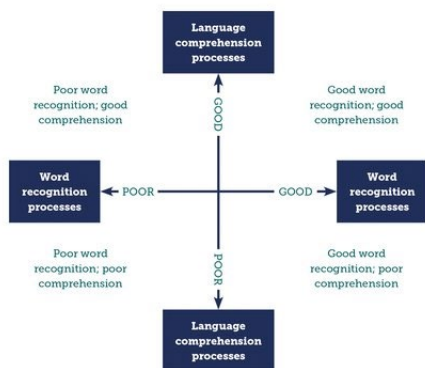 Language
comprehension
processes
Poor word
recognition; good
comprehension
GOOD
Good word
recognition; good
comprehension
Word
recognition
processes
POOR
GOOD
Word
recognition
processes
Poor word
recognition; poor
comprehension
POOR
Good word
recognition; poor
comprehension
Language
comprehension
processes